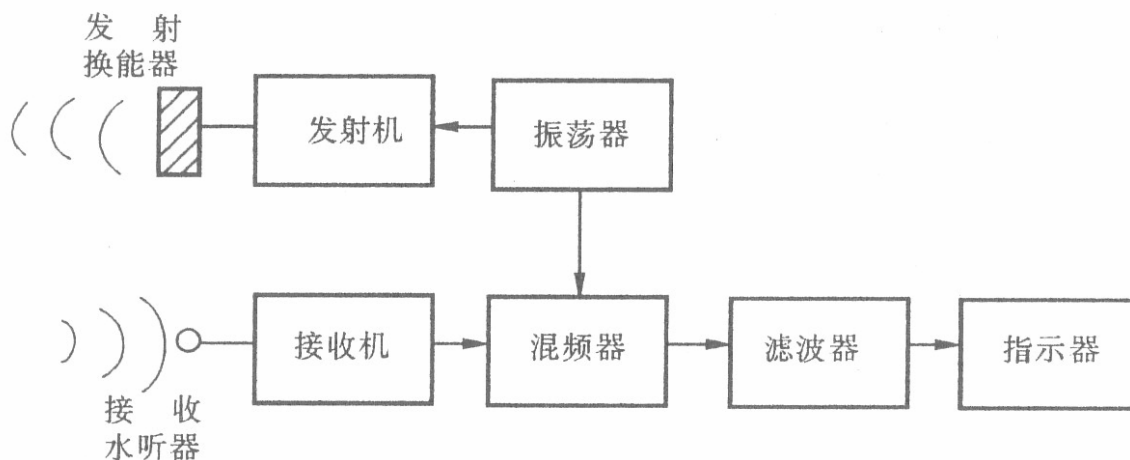 发 射
换能器
发射机
振荡器
接收机
混频器
滤波器
指示器
接 收
水听器